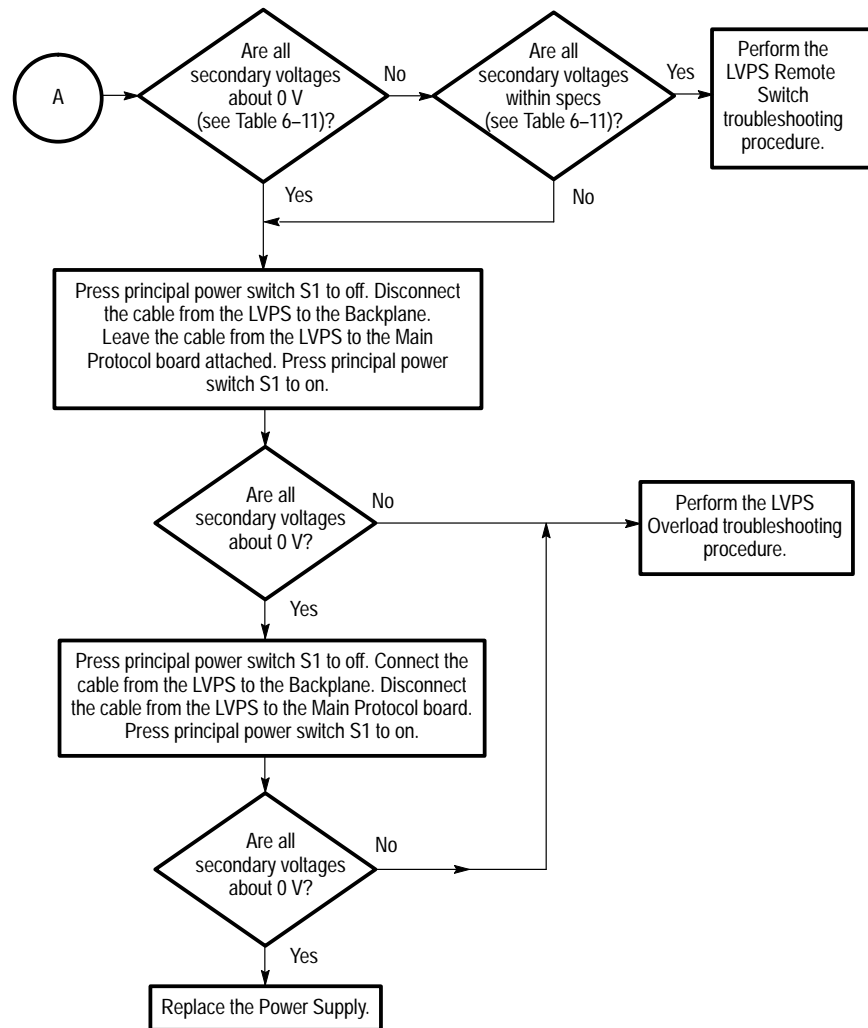 A
Are all
secondary voltages
about 0 V
(see Table 6–11)?
No
Are all
secondary voltages
within specs
(see Table 6–11)?
Yes
Perform the
LVPS Remote
Switch
troubleshooting
procedure.
Yes
No
Press principal power switch S1 to off. Disconnect
the cable from the LVPS to the Backplane.
Leave the cable from the LVPS to the Main
Protocol board attached. Press principal power
switch S1 to on.
Are all
secondary voltages
about 0 V?
No
Perform the LVPS
Overload troubleshooting
procedure.
Yes
Press principal power switch S1 to off. Connect the
cable from the LVPS to the Backplane. Disconnect
the cable from the LVPS to the Main Protocol board.
Press principal power switch S1 to on.
Are all
secondary voltages
about 0 V?
No
Yes
Replace the Power Supply.